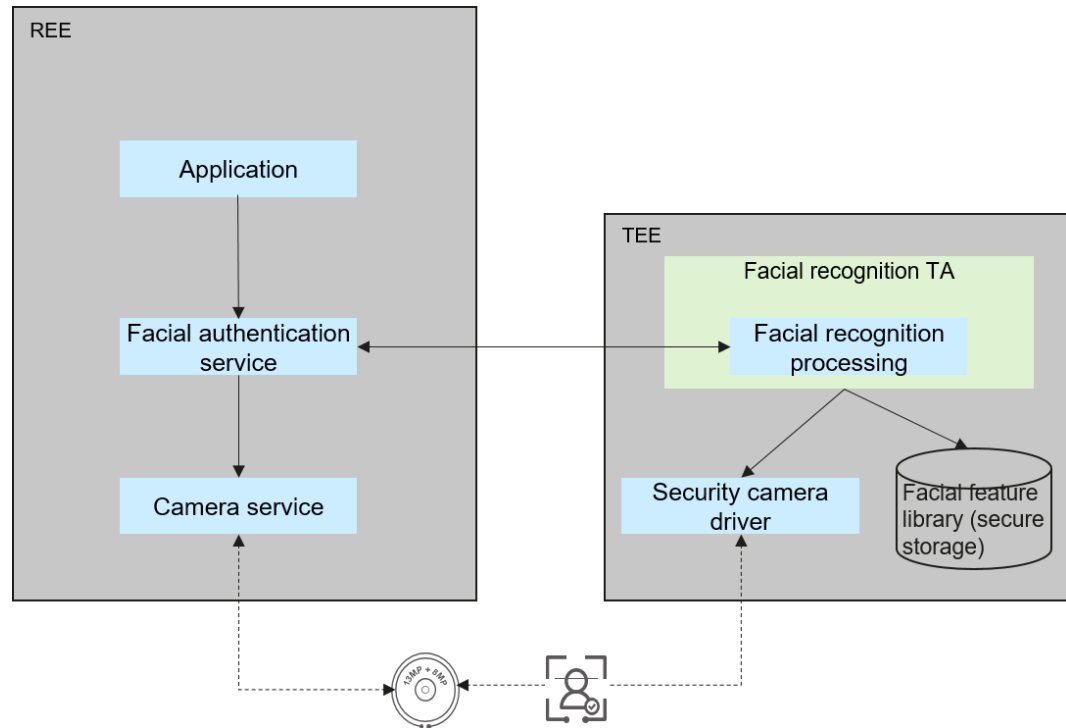 REE
Application
Facial authentication
service
Camera service
TEE
Facial recognition TA
Facial recognition
processing
Security camera
driver
Facial feature
library (secure
storage)
13MP + 8MP